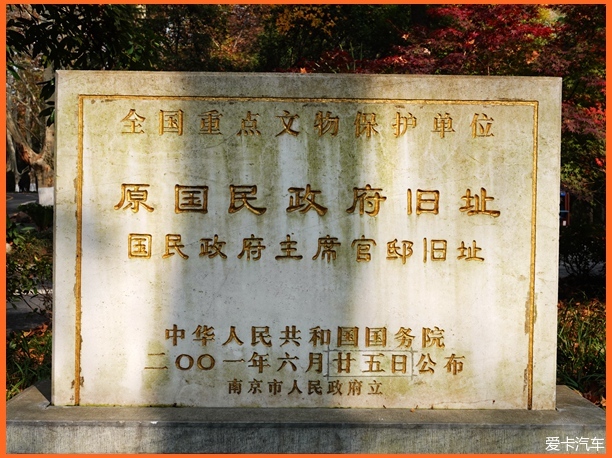 全国重点文物保护单位
原国民政府旧址
国民政府主席官邸旧址
中华人民共和国国务院
二〇〇一年六月廿五日公布
南京市人民政府立
爱卡汽车